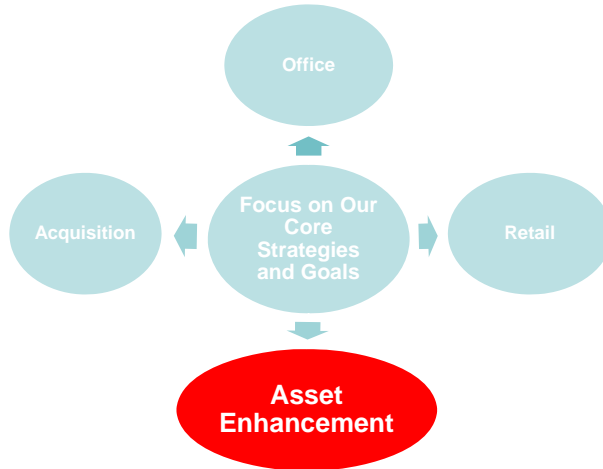 Office
Focus on Our
Core
Strategies
and Goals
Acquisition
Retail
Asset
Enhancement